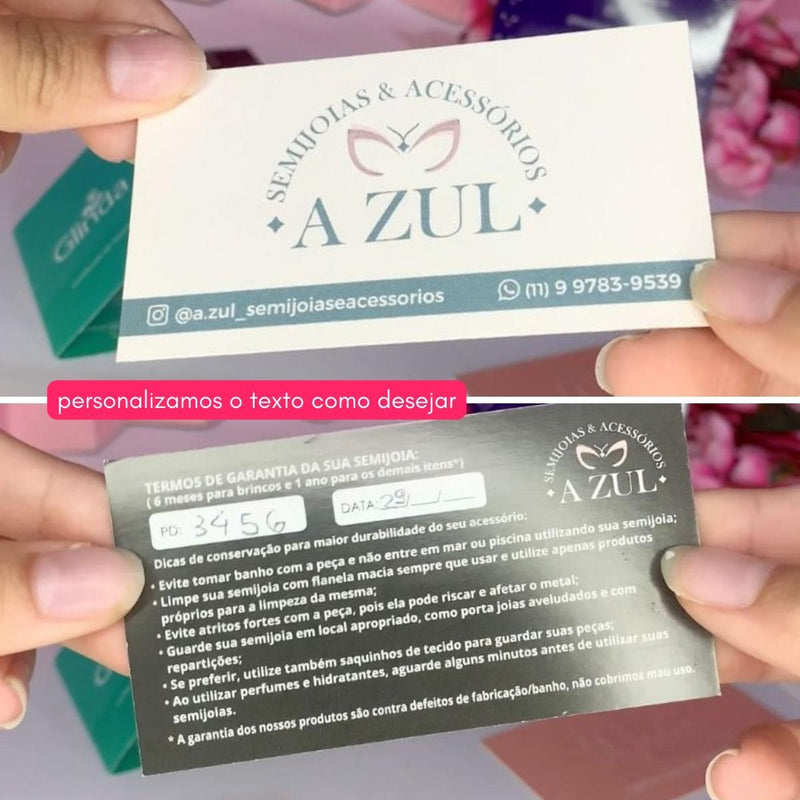 SEMIJOIAS & ACESSÓRIOS
A ZUL
@a.zul_semijoiaseacessorios
(11) 9 9783-9539
Glinda
personalizamos o texto como desejar
TERMOS DE GARANTIA DA SUA SEMIJOIA:
( 6 meses para brincos e 1 ano para os demais itens*)
SEMIJOIAS & ACESSÓRIOS
A ZUL
PD: 3456
DATA: 29/__/__
Dicas de conservação para maior durabilidade do seu acessório:
• Evite tomar banho com a peça e não entre em mar ou piscina utilizando sua semijoia;
• Limpe sua semijoia com flanela macia sempre que usar e utilize apenas produtos
próprios para a limpeza da mesma;
• Evite atritos fortes com a peça, pois ela pode riscar e afetar o metal;
• Guarde sua semijoia em local apropriado, como porta joias aveludados e com
repartições;
• Se preferir, utilize também saquinhos de tecido para guardar suas peças;
• Ao utilizar perfumes e hidratantes, aguarde alguns minutos antes de utilizar suas
semijoias.
* A garantia dos nossos produtos são contra defeitos de fabricação/banho, não cobrimos mau uso.